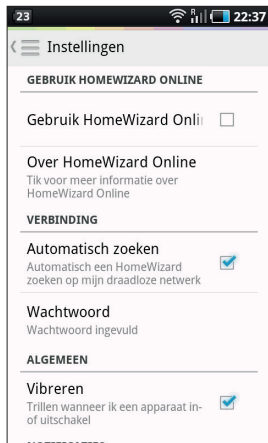 23
R
22:37
Instellingen
GEBRUIK HOMEWIZARD ONLINE
Gebruik HomeWizard Onli
Over HomeWizard Online
Tik voor meer informatie over
HomeWizard Online
VERBINDING
Automatisch zoeken
Automatisch een HomeWizard
zoeken op mijn draadloze netwerk
Wachtwoord
Wachtwoord ingevuld
ALGEMEEN
Vibreren
Trillen wanneer ik een apparaat in-
of uitschakel